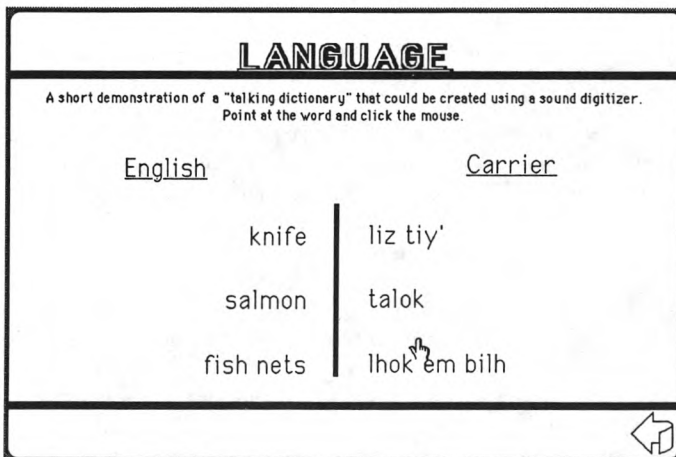 LANGUAGE
A short demonstration of a "talking dictionary" that could be created using a sound digitizer.
Point at the word and click the mouse.
English Carrier
knife liz tiy'
salmon talok
fish nets lhok em bilh